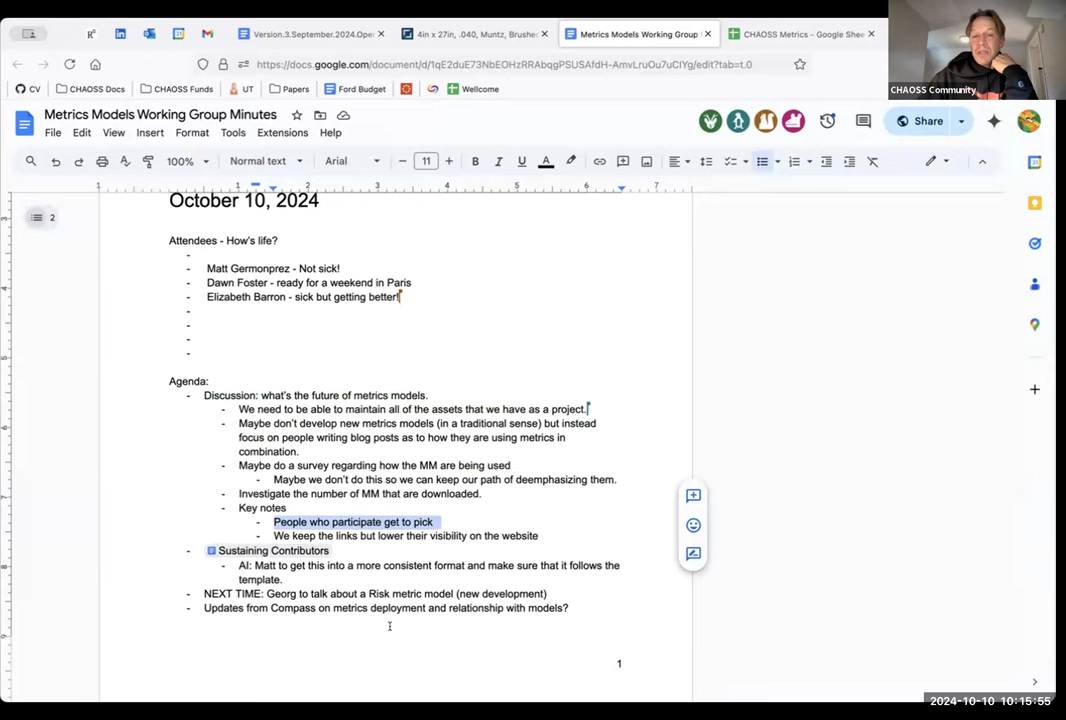 Version.3.September.2024.Ope
4in x 27in, .040, Muntz, Brushe
Metrics Models Working Group
CHAOSS Metrics - Google Shee
https://docs.google.com/document/d/1qE2duE73NbEOHzRRAbqgPSUSAfdH-AmvLruOu7uCIYg/edit?tab=t.0
CV
CHAOSS Docs
CHAOSS Funds
UT
Papers
Ford Budget
Wellcome
CHAOSS Community
Metrics Models Working Group Minutes
File Edit View Insert Format Tools Extensions Help
Share
100% Normal text Arial 11 B I U A
1 1 2 3 4 5 6 7
2
October 10, 2024
Attendees - How's life?
-
- Matt Germonprez - Not sick!
- Dawn Foster - ready for a weekend in Paris
- Elizabeth Barron - sick but getting better!
-
-
-
-
Agenda:
- Discussion: what's the future of metrics models.
- We need to be able to maintain all of the assets that we have as a project.
- Maybe don't develop new metrics models (in a traditional sense) but instead
focus on people writing blog posts as to how they are using metrics in
combination.
- Maybe do a survey regarding how the MM are being used
- Maybe we don't do this so we can keep our path of deemphasizing them.
- Investigate the number of MM that are downloaded.
- Key notes
- People who participate get to pick
- We keep the links but lower their visibility on the website
- Sustaining Contributors
- AI: Matt to get this into a more consistent format and make sure that it follows the
template.
- NEXT TIME: Georg to talk about a Risk metric model (new development)
- Updates from Compass on metrics deployment and relationship with models?
1
2024-10-10 10:15:55